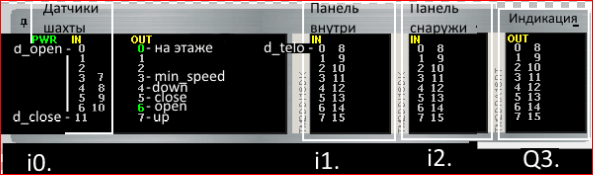 Датчики шахты
PWR IN OUT
d_open - 0 0 - на этаже
1 1
2 2
3 7 3 - min_speed
4 8 4 - down
5 9 5 - close
6 10 6 - open
d_close - 11 7 - up
i0.
Панель внутри
IN
d_telo - 0 8
1 9
2 10
3 11
4 12
5 13
6 14
7 15
i1.
Панель снаружи
IN
0 8
1 9
2 10
3 11
4 12
5 13
6 14
7 15
i2.
Индикация
OUT
0 8
1 9
2 10
3 11
4 12
5 13
6 14
7 15
Q3.